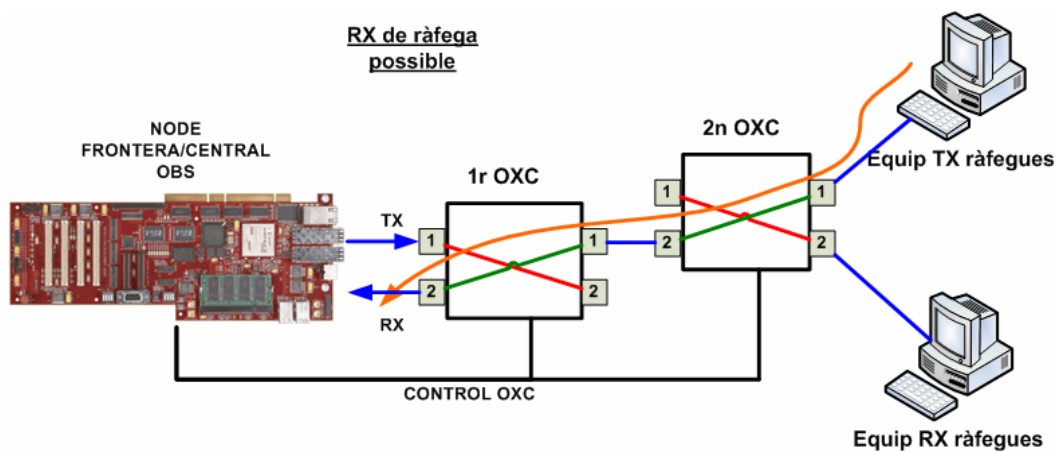 RX de ràfega
possible
NODE
FRONTERA/CENTRAL
OBS
1r OXC
2n OXC
Equip TX ràfegues
TX
RX
1
2
1
2
1
2
1
2
CONTROL OXC
Equip RX ràfegues